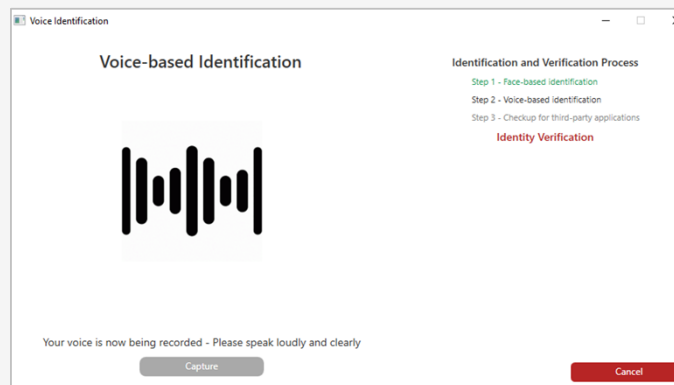 Voice Identification
Voice-based Identification
Your voice is now being recorded - Please speak loudly and clearly
Capture
Identification and Verification Process
Step 1 - Face-based identification
Step 2 - Voice-based identification
Step 3 - Checkup for third-party applications
Identity Verification
Cancel